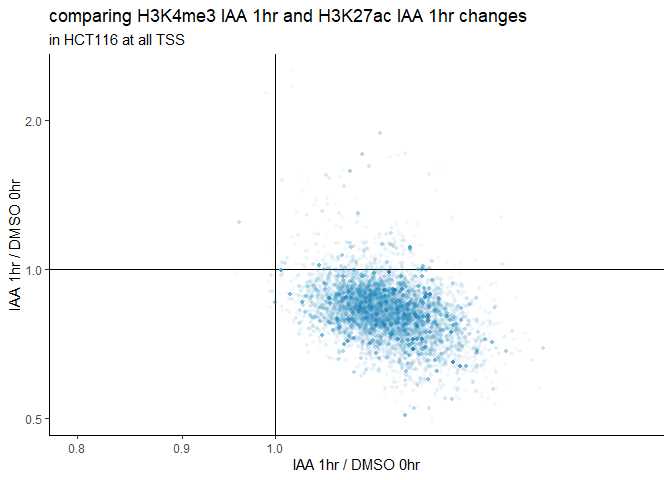 comparing H3K4me3 IAA 1hr and H3K27ac IAA 1hr changes
in HCT116 at all TSS
2.0
1.0
0.5
IAA 1hr / DMSO 0hr
0.8 0.9 1.0
IAA 1hr / DMSO 0hr